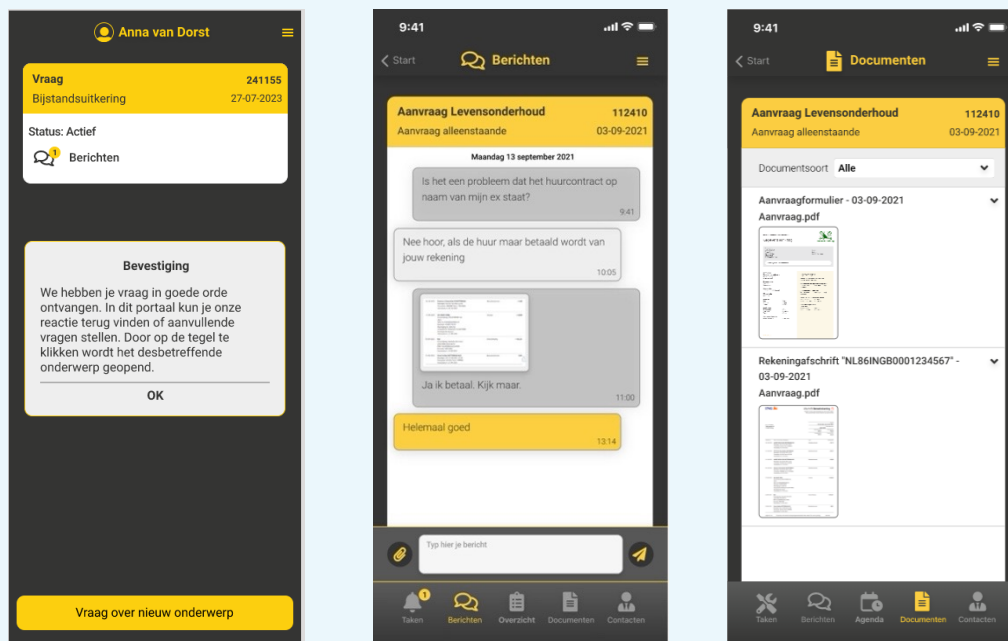 Anna van Dorst
Vraag 241155
Bijstandsuitkering 27-07-2023
Status: Actief
1
Berichten
Bevestiging
We hebben je vraag in goede orde
ontvangen. In dit portaal kun je onze
reactie terug vinden of aanvullende
vragen stellen. Door op de tegel te
klikken wordt het desbetreffende
onderwerp geopend.
OK
Vraag over nieuw onderwerp
9:41
Start Berichten
Aanvraag Levensonderhoud 112410
Aanvraag alleenstaande 03-09-2021
Maandag 13 september 2021
Is het een probleem dat het huurcontract op
naam van mijn ex staat?
9:41
Nee hoor, als de huur maar betaald wordt van
jouw rekening
10:05
Ja ik betaal. Kijk maar.
11:00
Helemaal goed
13:14
Typ hier je bericht
1
Taken Berichten Overzicht Documenten Contacten
9:41
Start Documenten
Aanvraag Levensonderhoud 112410
Aanvraag alleenstaande 03-09-2021
Documentsoort Alle
Aanvraagformulier - 03-09-2021
Aanvraag.pdf
Rekeningafschrift "NL86INGB0001234567" -
03-09-2021
Aanvraag.pdf
Taken Berichten Agenda Documenten Contacten